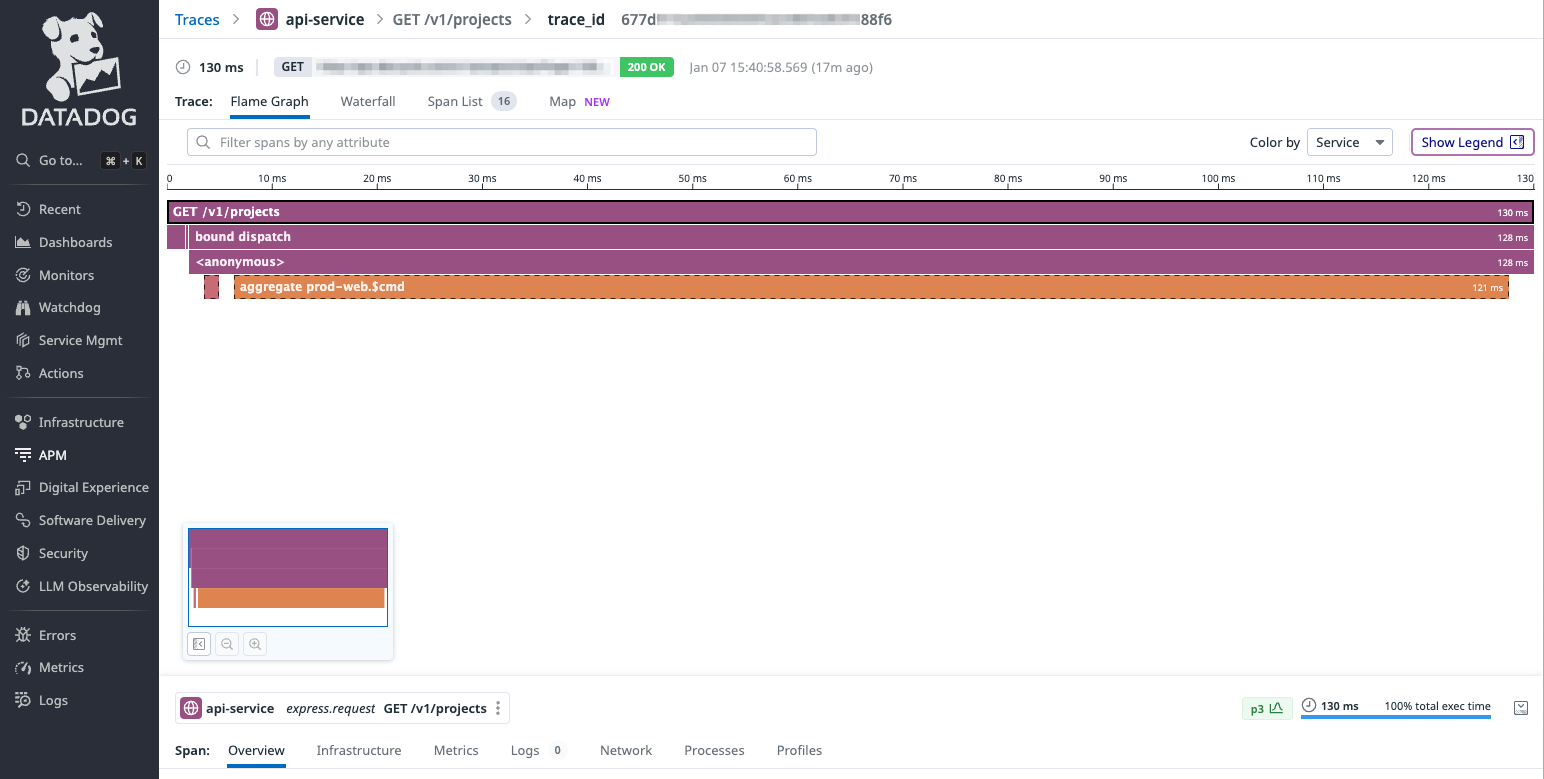 DATADOG
Go to... ⌘ + K
Recent
Dashboards
Monitors
Watchdog
Service Mgmt
Actions
Infrastructure
APM
Digital Experience
Software Delivery
Security
LLM Observability
Errors
Metrics
Logs
Traces > api-service > GET /v1/projects > trace_id 677d 88f6
130 ms GET 200 OK Jan 07 15:40:58.569 (17m ago)
Trace: Flame Graph Waterfall Span List 16 Map NEW
Filter spans by any attribute Color by Service Show Legend
0 10 ms 20 ms 30 ms 40 ms 50 ms 60 ms 70 ms 80 ms 90 ms 100 ms 110 ms 120 ms 130
GET /v1/projects 130 ms
bound dispatch 128 ms
<anonymous> 128 ms
aggregate prod-web.$cmd 121 ms
api-service express.request GET /v1/projects p3 130 ms 100% total exec time
Span: Overview Infrastructure Metrics Logs 0 Network Processes Profiles